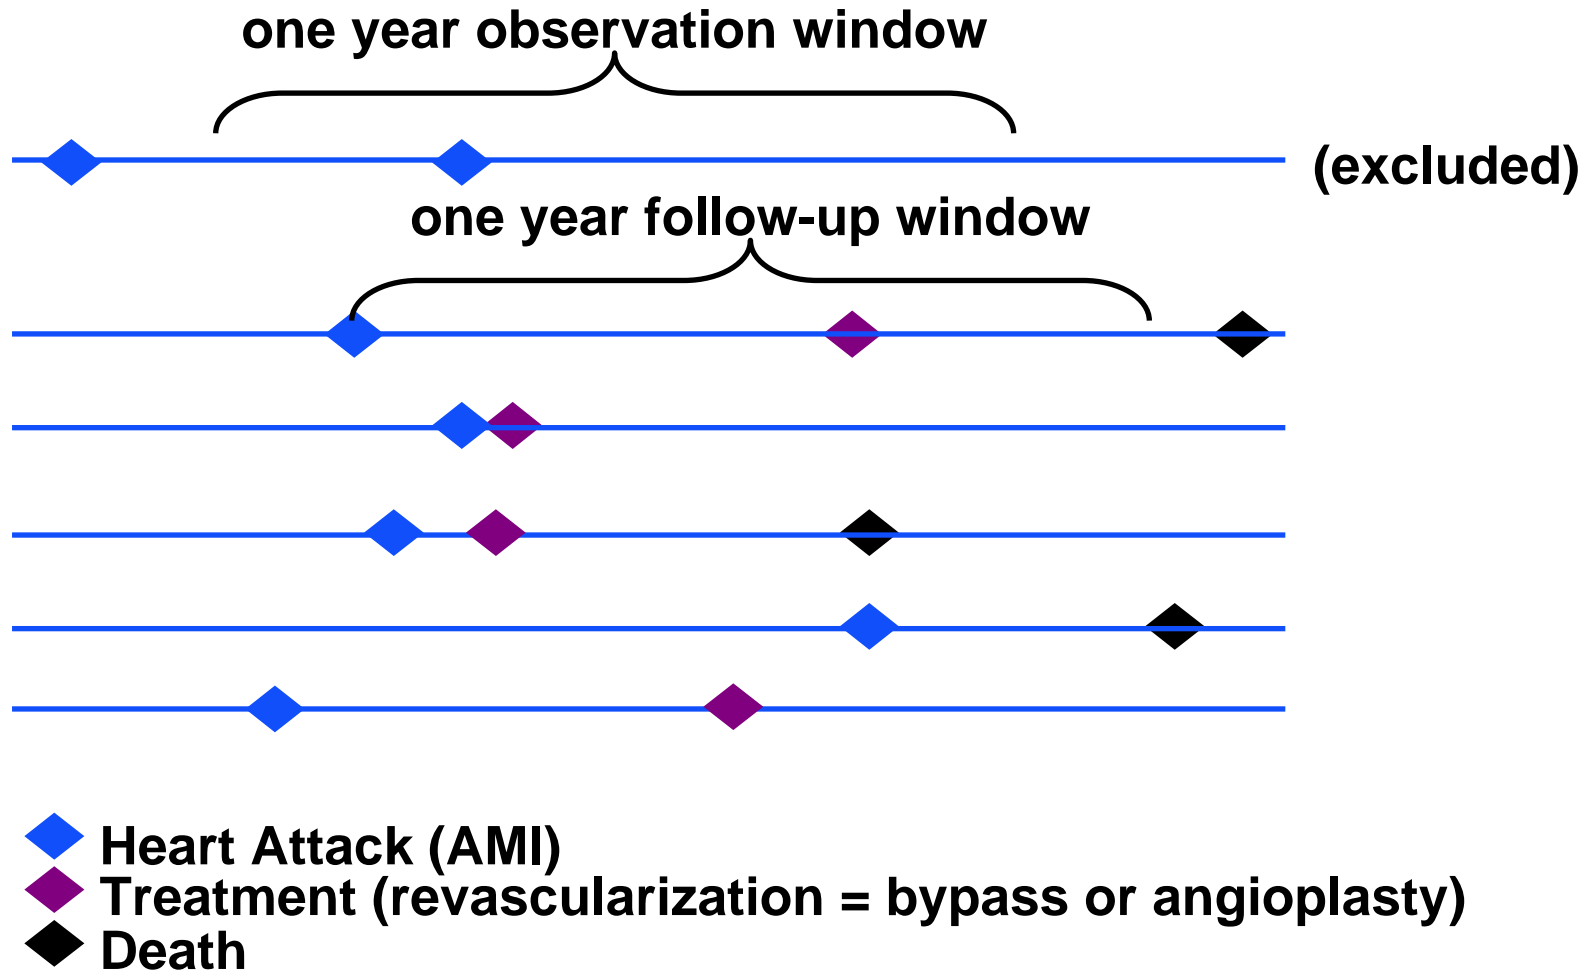 one year observation window
(excluded)
one year follow-up window
Heart Attack (AMI)
Treatment (revascularization = bypass or angioplasty)
Death